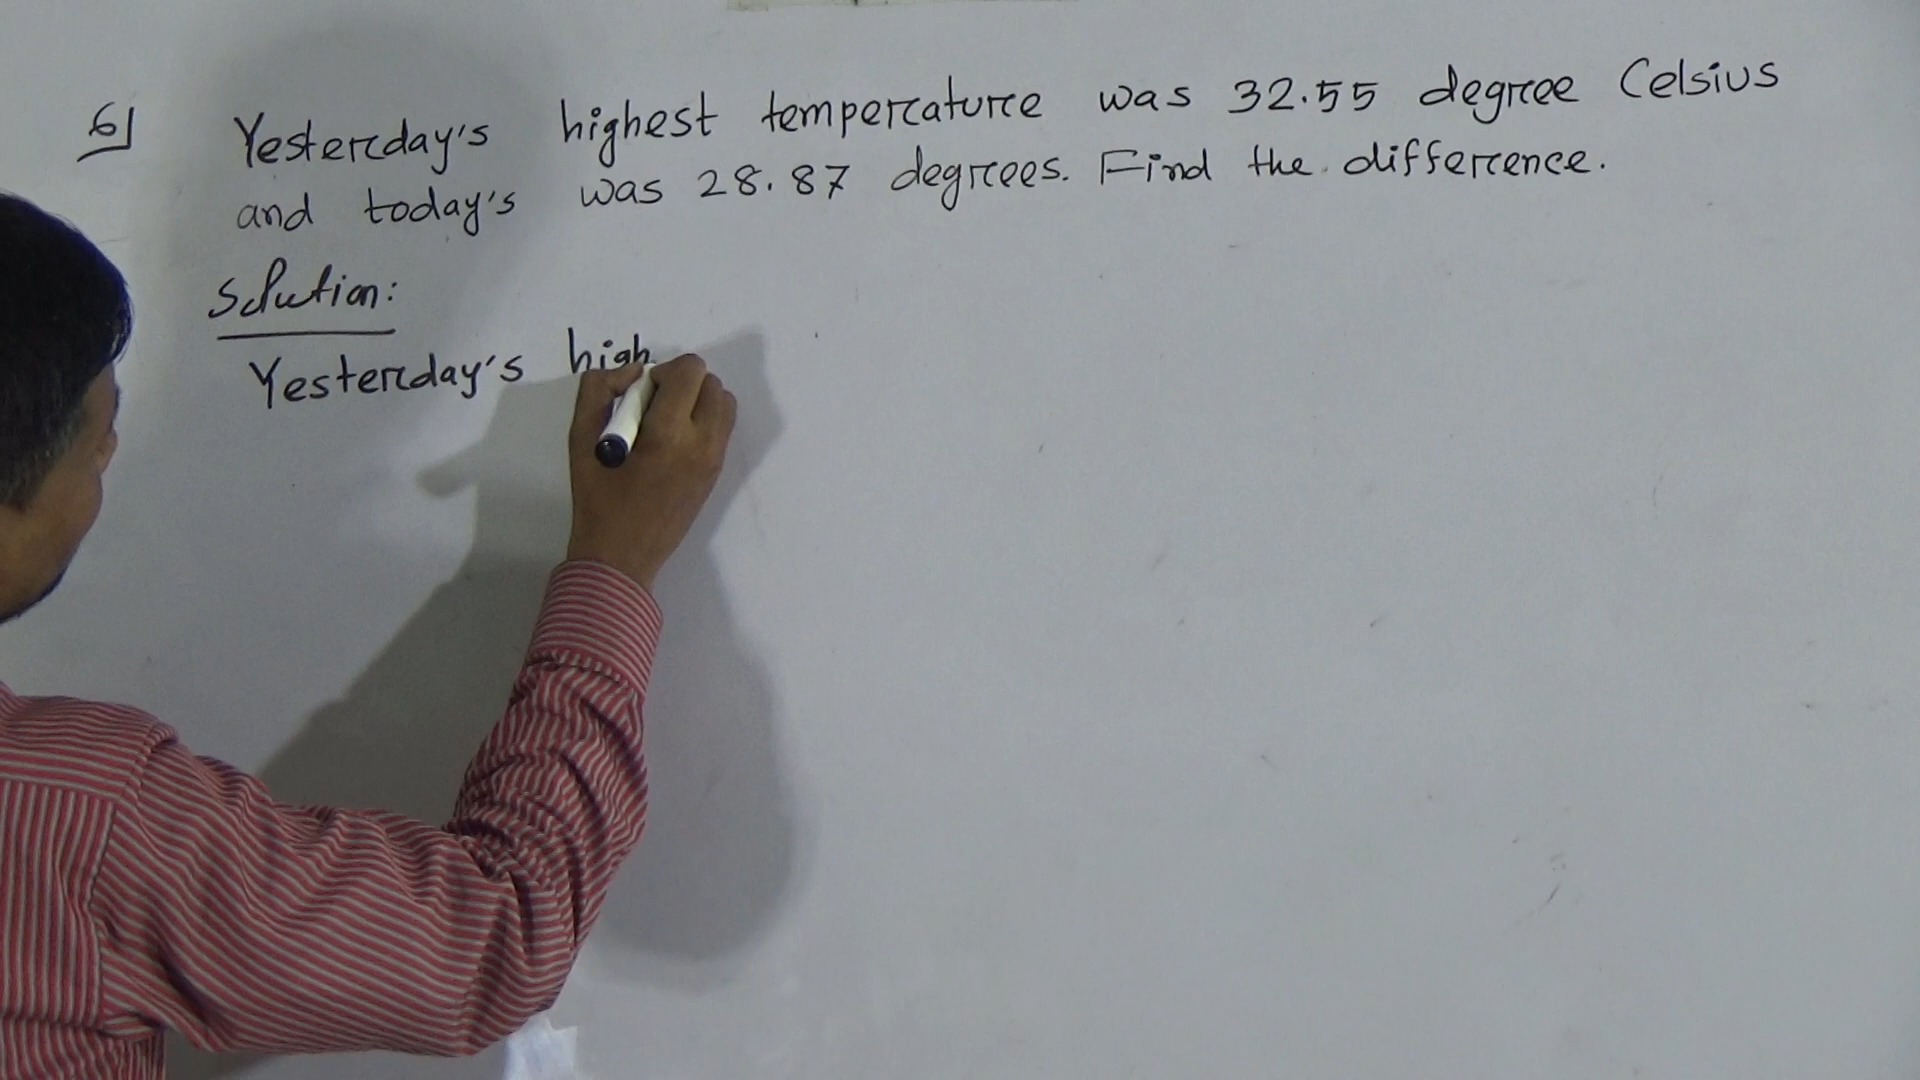 6] Yesterday's highest temperature was 32.55 degree Celsius
and today's was 28.87 degrees. Find the difference.
Solution:
Yesterday's high